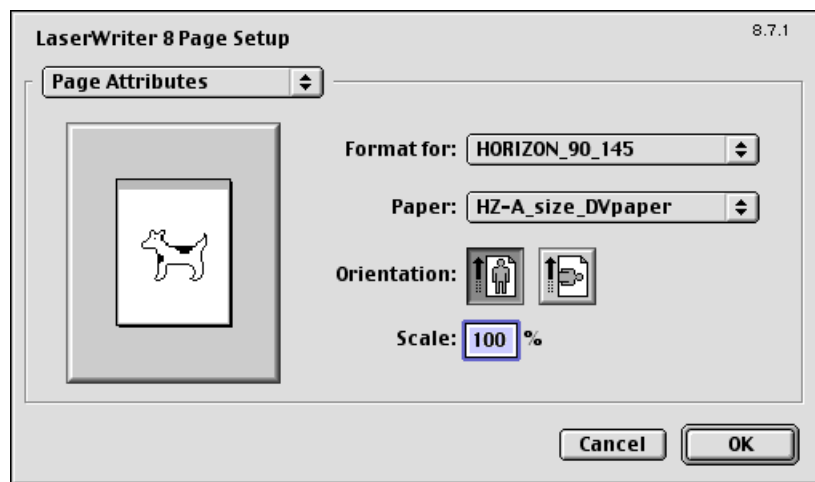 LaserWriter 8 Page Setup
8.7.1
Page Attributes
Format for: HORIZON_90_145
Paper: HZ-A_size_DVpaper
Orientation:
Scale: 100 %
Cancel OK